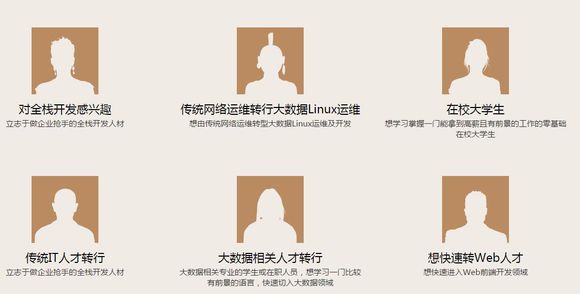 对全栈开发感兴趣
立志于做企业抢手的全栈开发人材
传统网络运维转行大数据Linux运维
想由传统网络运维转型大数据Linux运维及开发
在校大学生
想学习掌握一门能拿到高薪且有前景的工作的零基础
在校大学生
传统IT人才转行
立志于做企业抢手的全栈开发人材
大数据相关人才转行
大数据相关专业的学生或在职人员，想学习一门比较
有前景的语言，快速切入大数据领域
想快速转Web人才
想快速进入Web前端开发领域